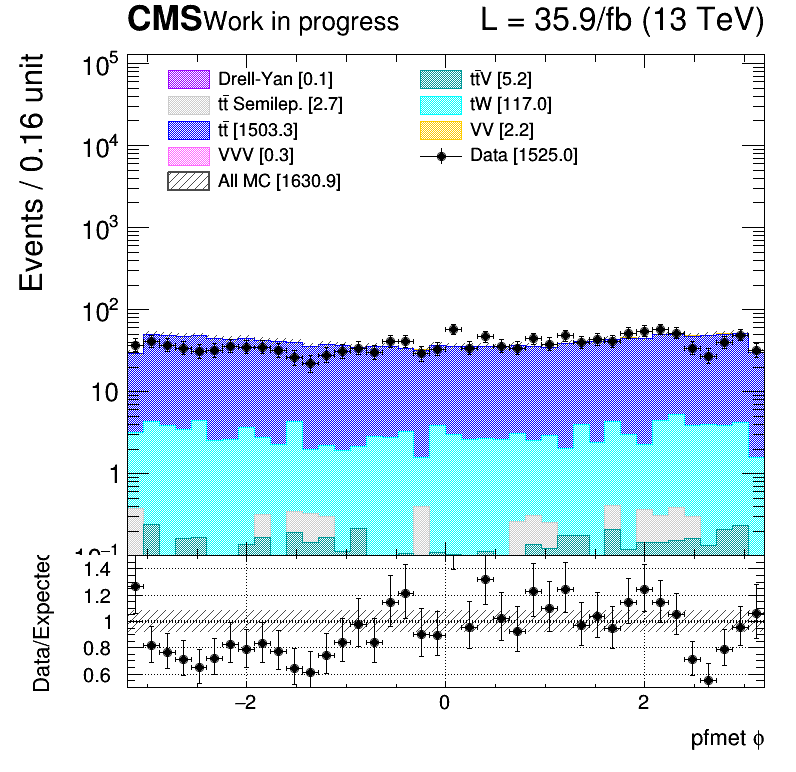 CMS Work in progress L = 35.9/fb (13 TeV)
Events / 0.16 unit
10⁵
10⁴
10³
10²
10
1
10⁻¹
Drell-Yan [0.1]
tt̄ Semilep. [2.7]
tt̄ [1503.3]
VVV [0.3]
All MC [1630.9]
tt̄V [5.2]
tW [117.0]
VV [2.2]
Data [1525.0]
Data/Expected
1.4
1.2
1
0.8
0.6
−2 0 2
pfmet ϕ